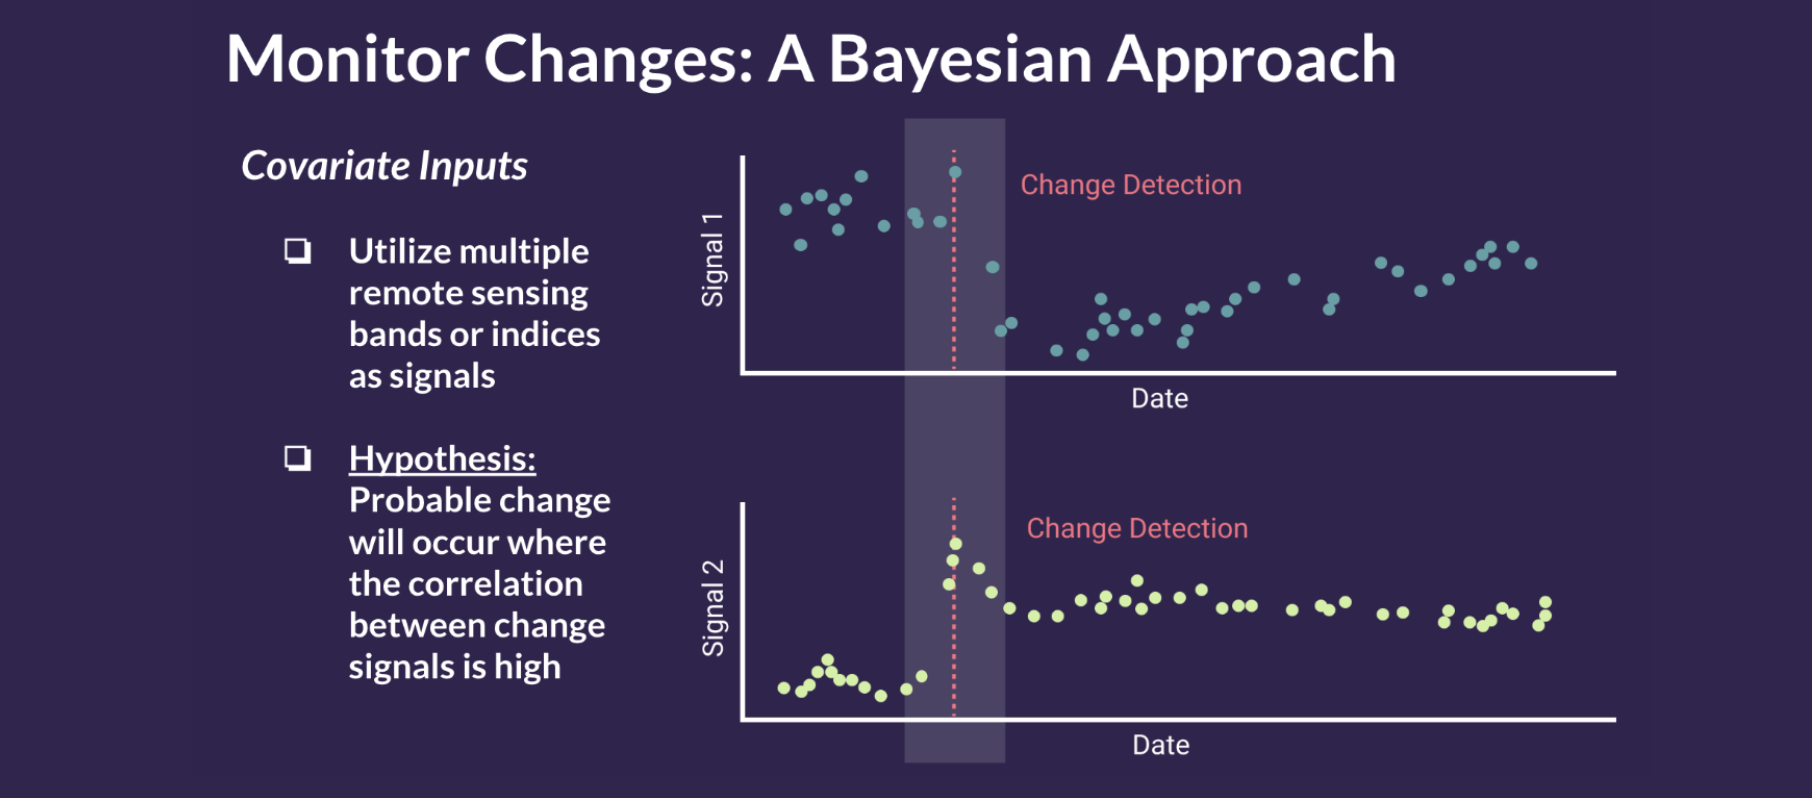 Monitor Changes: A Bayesian Approach
Covariate Inputs
Utilize multiple
remote sensing
bands or indices
as signals
Hypothesis:
Probable change
will occur where
the correlation
between change
signals is high
Change Detection
Signal 1
Date
Change Detection
Signal 2
Date